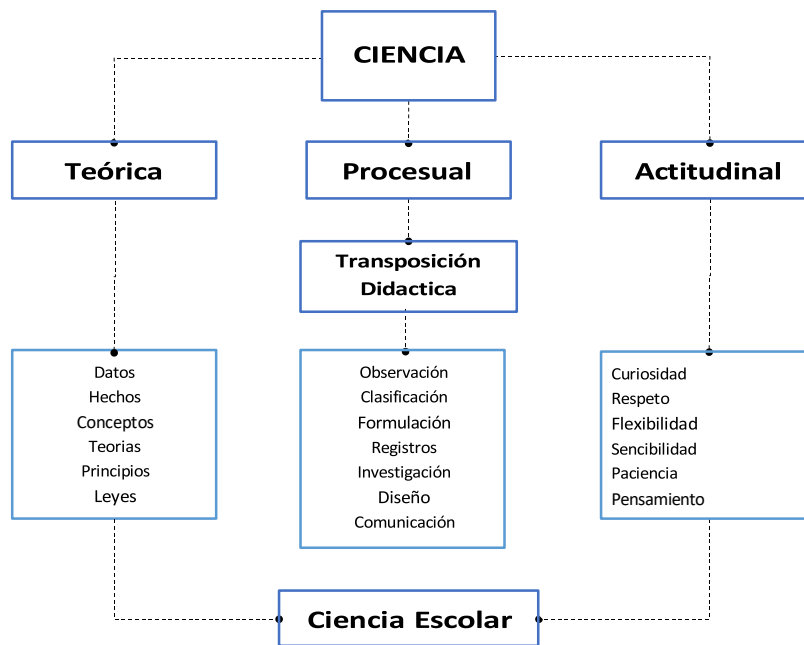 CIENCIA
Teórica
Procesual
Actitudinal
Transposición
Didactica
Datos
Hechos
Conceptos
Teorias
Principios
Leyes
Observación
Clasificación
Formulación
Registros
Investigación
Diseño
Comunicación
Curiosidad
Respeto
Flexibilidad
Sencibilidad
Paciencia
Pensamiento
Ciencia Escolar